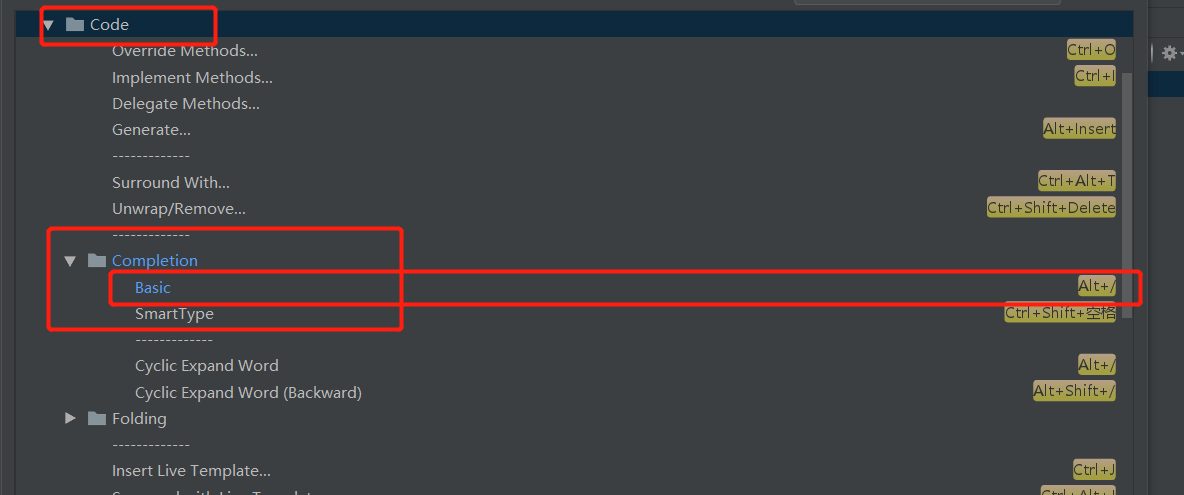 Code
Override Methods... Ctrl+O
Implement Methods... Ctrl+I
Delegate Methods...
Generate... Alt+Insert
-------------
Surround With... Ctrl+Alt+T
Unwrap/Remove... Ctrl+Shift+Delete
-------------
Completion
Basic Alt+/
SmartType Ctrl+Shift+空格
-------------
Cyclic Expand Word Alt+/
Cyclic Expand Word (Backward) Alt+Shift+/
Folding
-------------
Insert Live Template... Ctrl+J